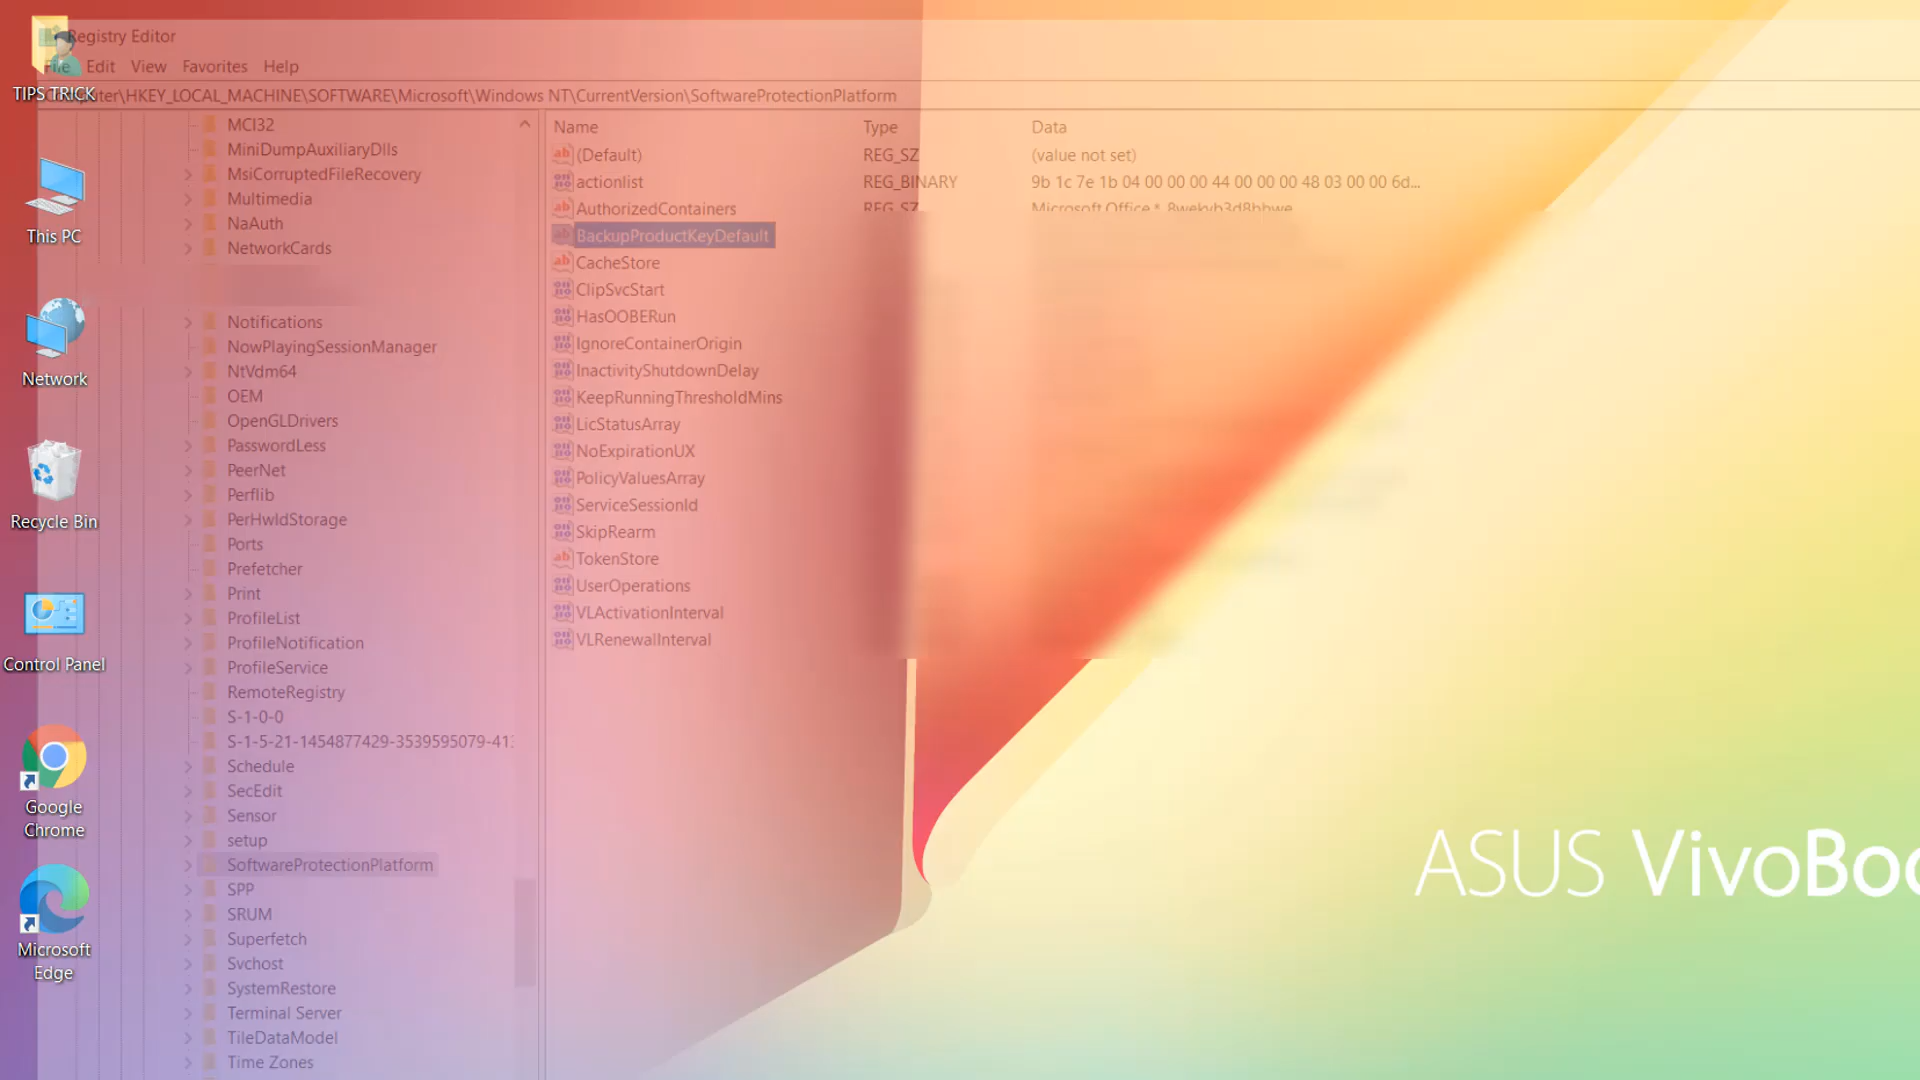 Registry Editor
File Edit View Favorites Help
TIPS TRICK
\HKEY_LOCAL_MACHINE\SOFTWARE\Microsoft\Windows NT\CurrentVersion\SoftwareProtectionPlatform
MCI32
MiniDumpAuxiliaryDlls
MsiCorruptedFileRecovery
Multimedia
NaAuth
NetworkCards
Notifications
NowPlayingSessionManager
NtVdm64
OEM
OpenGLDrivers
PasswordLess
PeerNet
Perflib
PerHwIdStorage
Ports
Prefetcher
Print
ProfileList
ProfileNotification
ProfileService
RemoteRegistry
S-1-0-0
S-1-5-21-1454877429-3539595079-413
Schedule
SecEdit
Sensor
setup
SoftwareProtectionPlatform
SPP
SRUM
Superfetch
Svchost
SystemRestore
Terminal Server
TileDataModel
Time Zones
Name Type Data
(Default) REG_SZ (value not set)
actionlist REG_BINARY 9b 1c 7e 1b 04 00 00 00 44 00 00 00 48 03 00 00 6d...
AuthorizedContainers REG_SZ Microsoft.Office.*_8wekyb3d8bbwe
BackupProductKeyDefault
CacheStore
ClipSvcStart
HasOOBERun
IgnoreContainerOrigin
InactivityShutdownDelay
KeepRunningThresholdMins
LicStatusArray
NoExpirationUX
PolicyValuesArray
ServiceSessionId
SkipRearm
TokenStore
UserOperations
VLActivationInterval
VLRenewalInterval
This PC
Network
Recycle Bin
Control Panel
Google
Chrome
Microsoft
Edge
ASUS VivoBoo